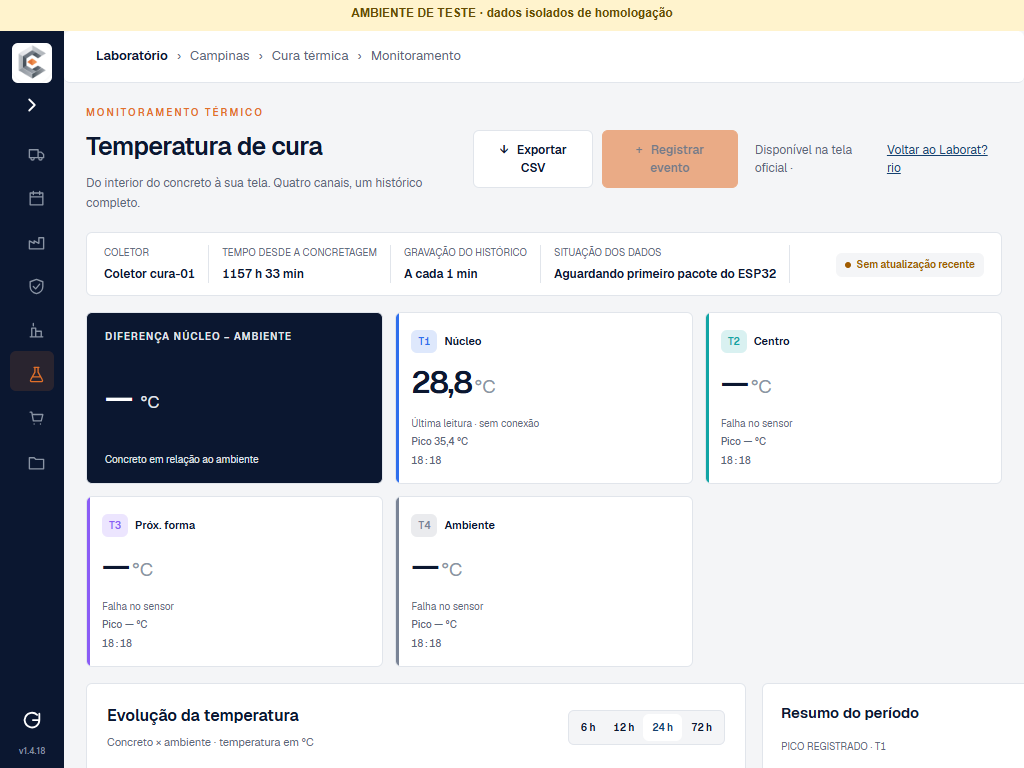 AMBIENTE DE TESTE · dados isolados de homologação
Laboratório › Campinas › Cura térmica › Monitoramento
MONITORAMENTO TÉRMICO
Temperatura de cura
Do interior do concreto à sua tela. Quatro canais, um histórico
completo.
↓ Exportar
CSV
+ Registrar
evento
Disponível na tela
oficial ·
Voltar ao Laborat?
rio
COLETOR
Coletor cura-01
TEMPO DESDE A CONCRETAGEM
1157 h 33 min
GRAVAÇÃO DO HISTÓRICO
A cada 1 min
SITUAÇÃO DOS DADOS
Aguardando primeiro pacote do ESP32
● Sem atualização recente
DIFERENÇA NÚCLEO – AMBIENTE
— °C
Concreto em relação ao ambiente
T1 Núcleo
28,8 °C
Última leitura · sem conexão
Pico 35,4 °C
18:18
T2 Centro
— °C
Falha no sensor
Pico — °C
18:18
T3 Próx. forma
— °C
Falha no sensor
Pico — °C
18:18
T4 Ambiente
— °C
Falha no sensor
Pico — °C
18:18
Evolução da temperatura
Concreto × ambiente · temperatura em °C
6 h 12 h 24 h 72 h
Resumo do período
PICO REGISTRADO · T1
v1.4.18